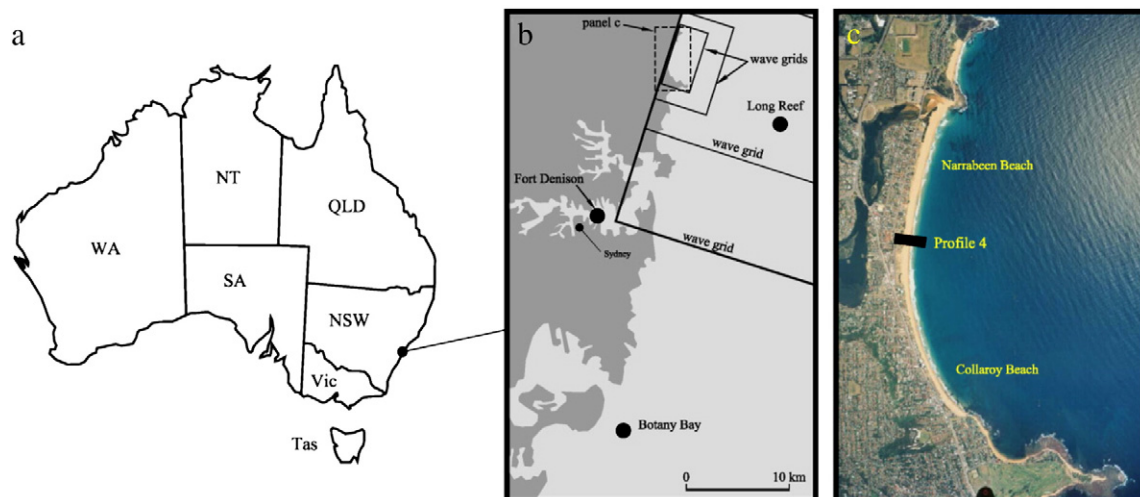 a
NT
QLD
WA
SA
NSW
Vic
Tas
b
panel c
wave grids
Long Reef
wave grid
Fort Denison
Sydney
wave grid
Botany Bay
0 10 km
c
Narrabeen Beach
Profile 4
Collaroy Beach